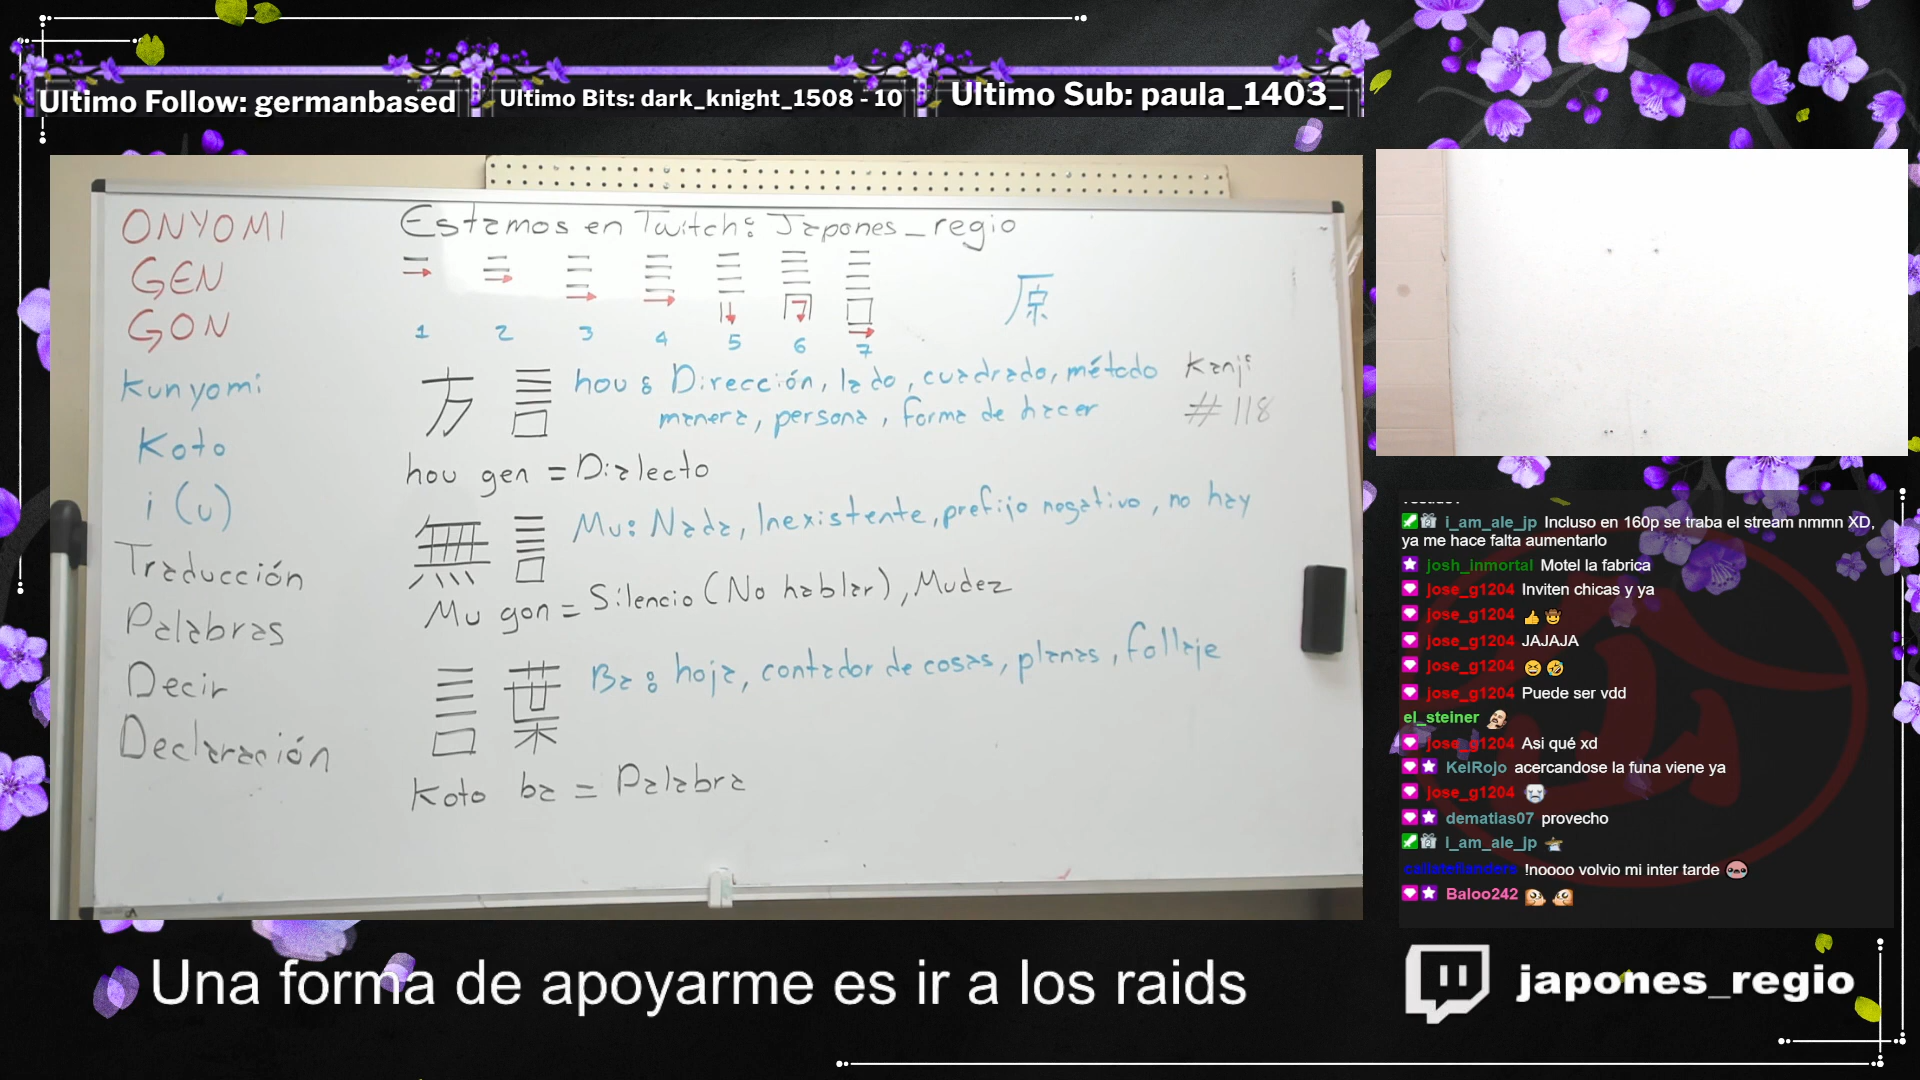 Ultimo Follow: germanbased
Ultimo Bits: dark_knight_1508 - 10
Ultimo Sub: paula_1403_
ONYOMI
GEN
GON
Kunyomi
Koto
i (u)
Traducción
Palabras
Decir
Declaración
Estamos en Twitch: Japones_regio
1 2 3 4 5 6 7
原
方言
hou: Dirección, lado, cuadrado, método
manera, persona, forma de hacer
Kanji
#118
hou gen = Dialecto
無言
Mu: Nada, Inexistente, prefijo negativo, no hay
Mu gon = Silencio (No hablar), Mudez
言葉
Ba: hoja, contador de cosas, planas, follaje
Koto ba = Palabra
i_am_ale_jp Incluso en 160p se traba el stream nmmn XD,
ya me hace falta aumentarlo
josh_inmortal Motel la fabrica
jose_g1204 Inviten chicas y ya
jose_g1204 👍🤠
jose_g1204 JAJAJA
jose_g1204 😆🤣
jose_g1204 Puede ser vdd
el_steiner
jose_g1204 Asi qué xd
KelRojo acercandose la funa viene ya
jose_g1204
dematias07 provecho
i_am_ale_jp
!noooo volvio mi inter tarde
Baloo242
Una forma de apoyarme es ir a los raids
japones_regio